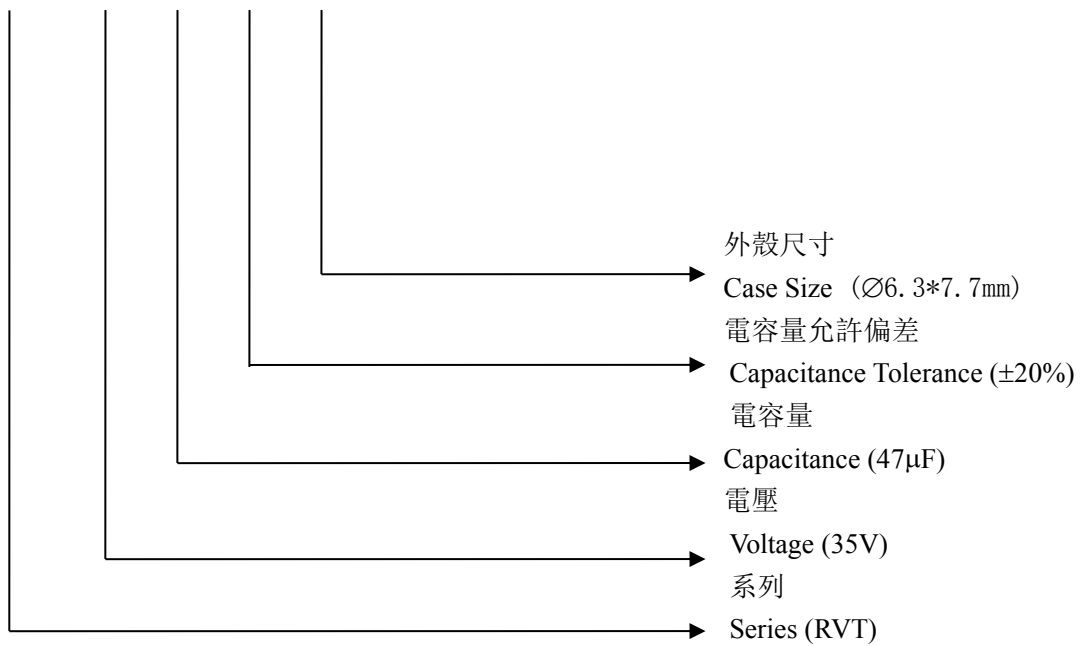 外殼尺寸
Case Size (∅6.3*7.7mm)
電容量允許偏差
Capacitance Tolerance (±20%)
電容量
Capacitance (47μF)
電壓
Voltage (35V)
系列
Series (RVT)